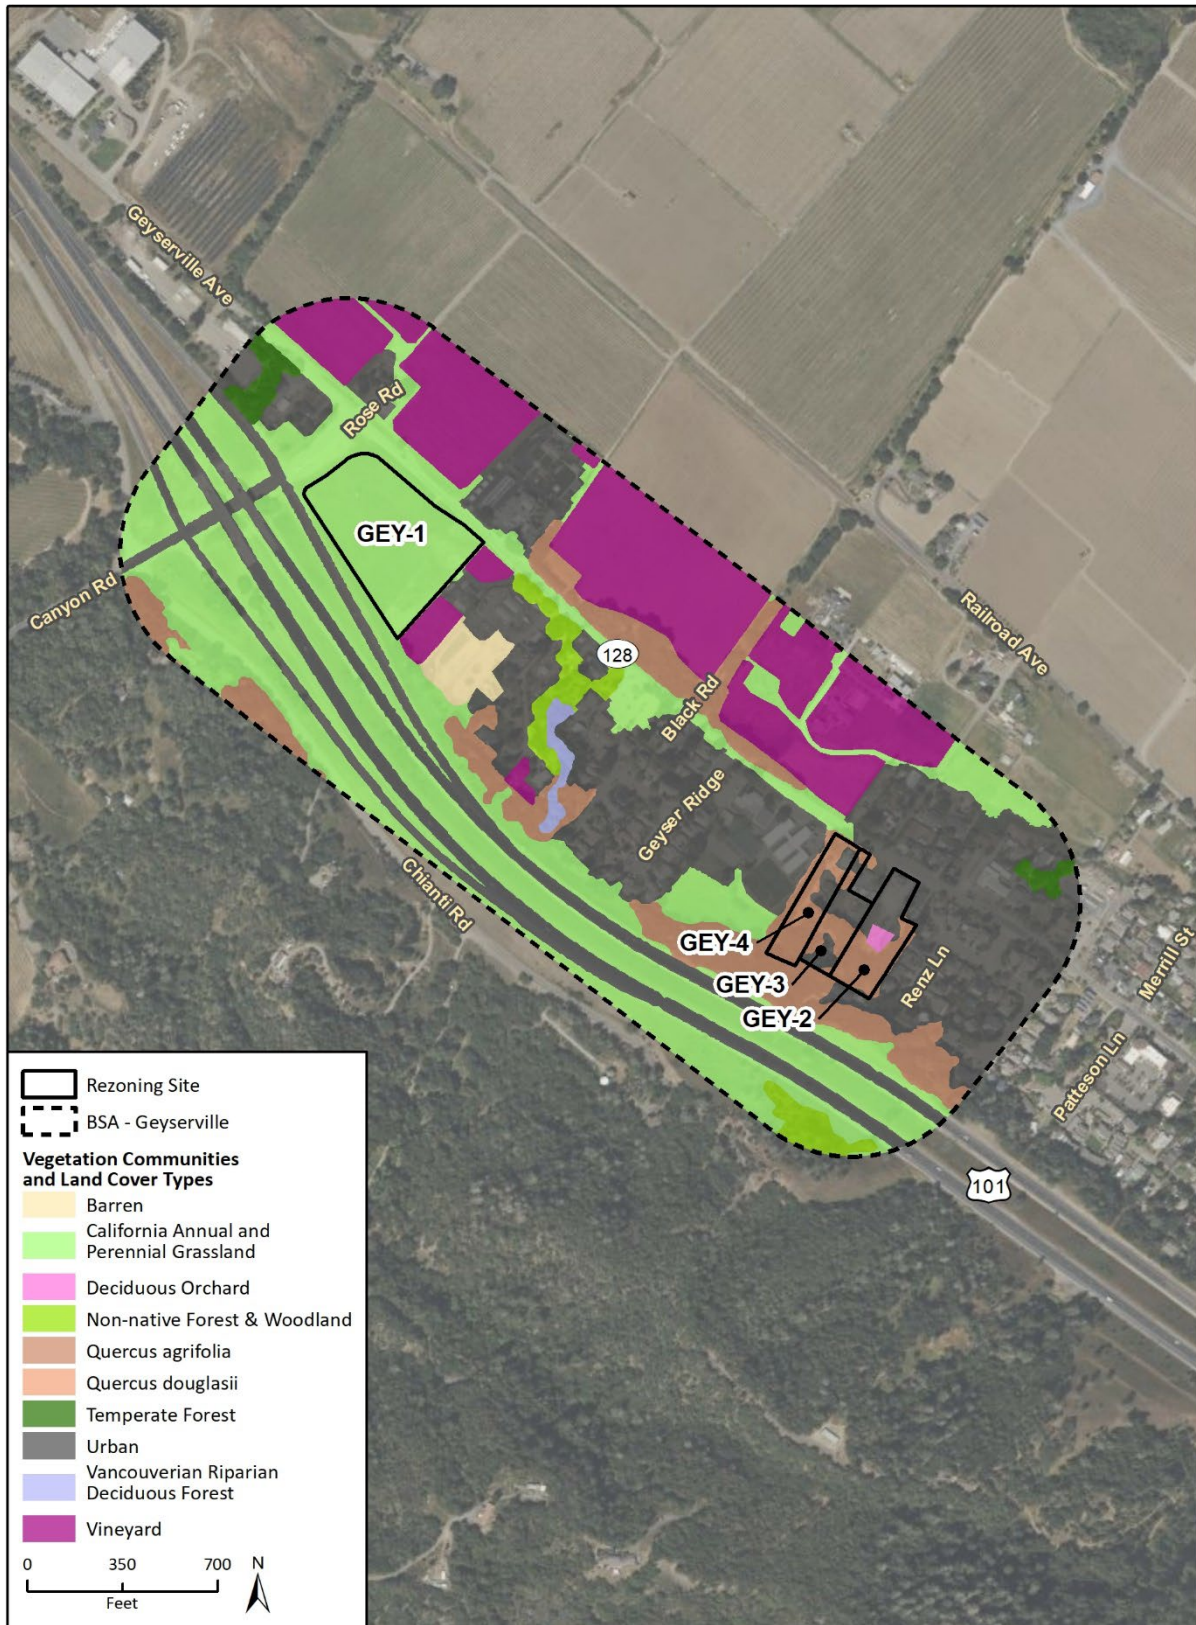 Geyserville Ave
Rose Rd
GEY-1
Canyon Rd
128
Railroad Ave
Black Rd
Geyser Ridge
Chianti Rd
GEY-4
GEY-3
GEY-2
Renz Ln
Merrill St
Patteson Ln
101
Rezoning Site
BSA - Geyserville
Vegetation Communities
and Land Cover Types
Barren
California Annual and
Perennial Grassland
Deciduous Orchard
Non-native Forest & Woodland
Quercus agrifolia
Quercus douglasii
Temperate Forest
Urban
Vancouverian Riparian
Deciduous Forest
Vineyard
0 350 700 N
Feet